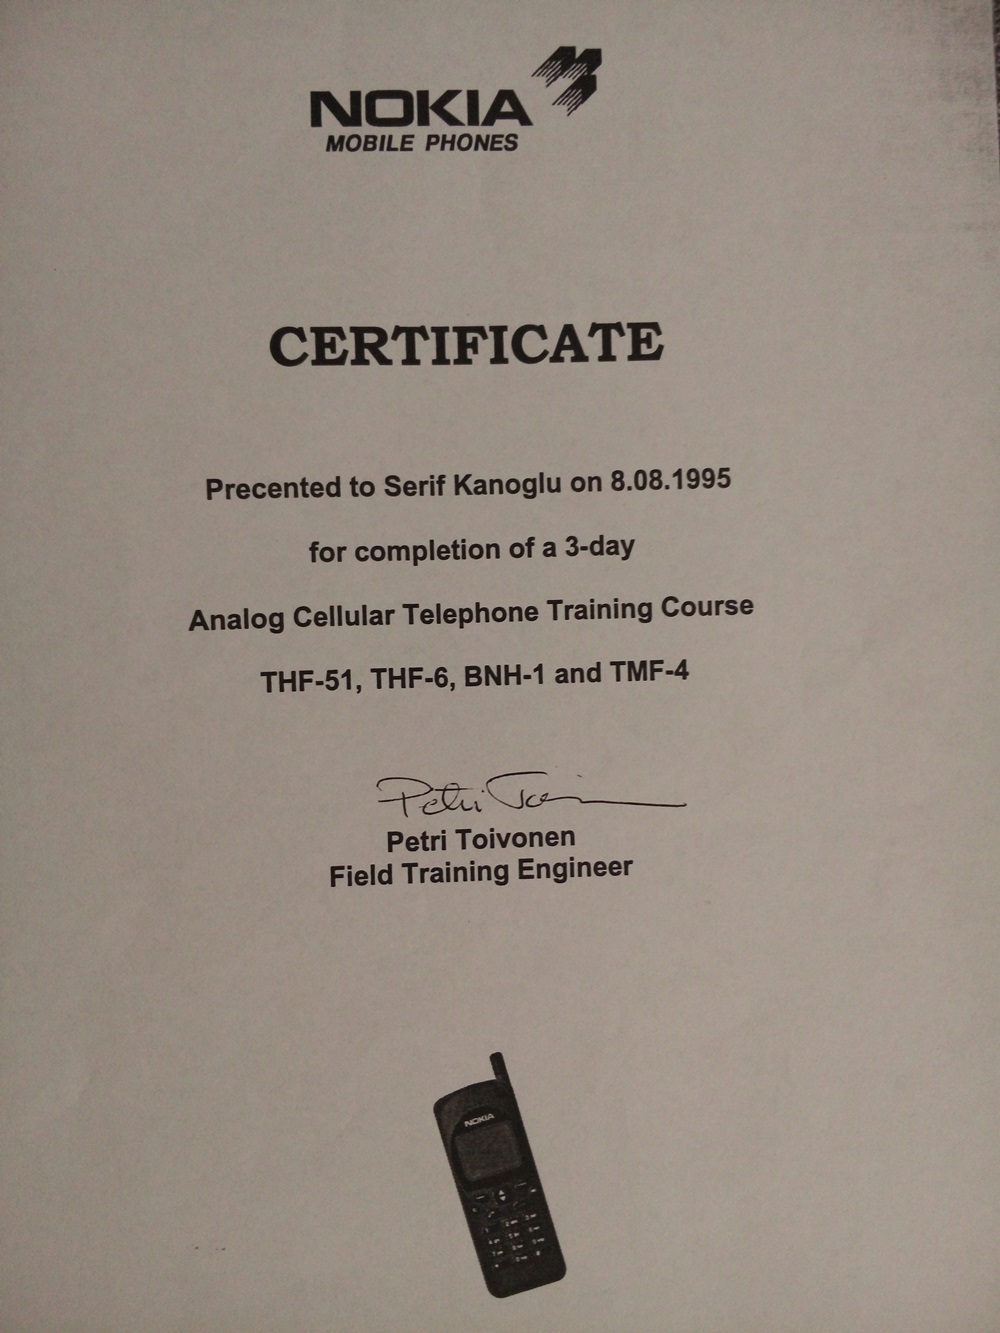 NOKIA
MOBILE PHONES
CERTIFICATE
Precented to Serif Kanoglu on 8.08.1995
for completion of a 3-day
Analog Cellular Telephone Training Course
THF-51, THF-6, BNH-1 and TMF-4
Petri Toivonen
Field Training Engineer
NOKIA